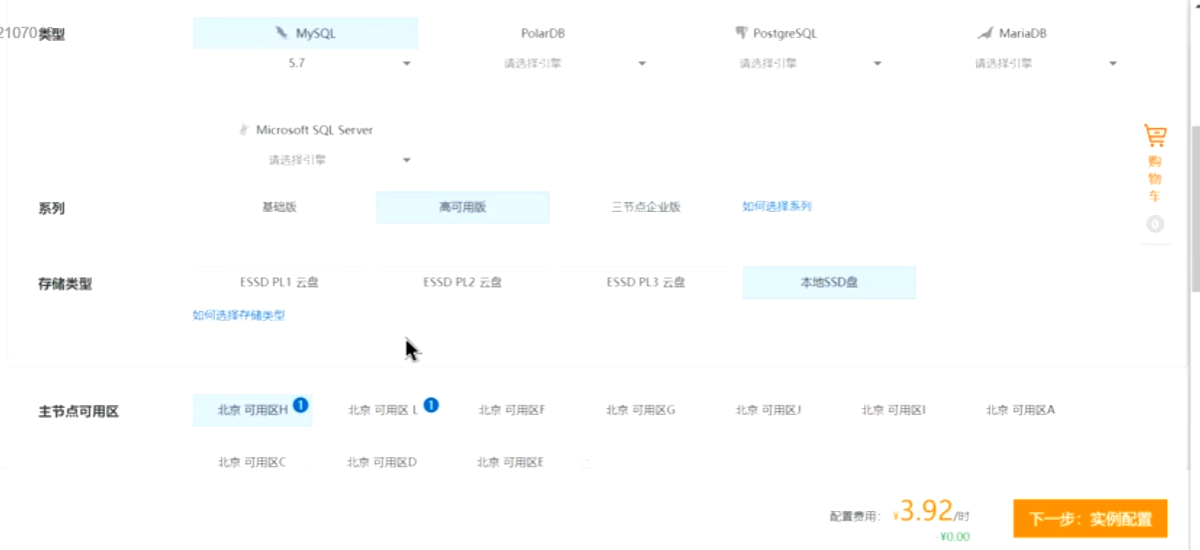 类型 MySQL PolarDB PostgreSQL MariaDB
5.7 请选择引擎 请选择引擎 请选择引擎
Microsoft SQL Server
请选择引擎
购物车
0
系列 基础版 高可用版 三节点企业版 如何选择系列
存储类型 ESSD PL1 云盘 ESSD PL2 云盘 ESSD PL3 云盘 本地SSD盘
如何选择存储类型
主节点可用区 北京 可用区H 1 北京 可用区 L 1 北京 可用区F 北京 可用区G 北京 可用区J 北京 可用区I 北京 可用区A
北京 可用区C 北京 可用区D 北京 可用区E
配置费用: ¥3.92/时 下一步: 实例配置
-¥0.00